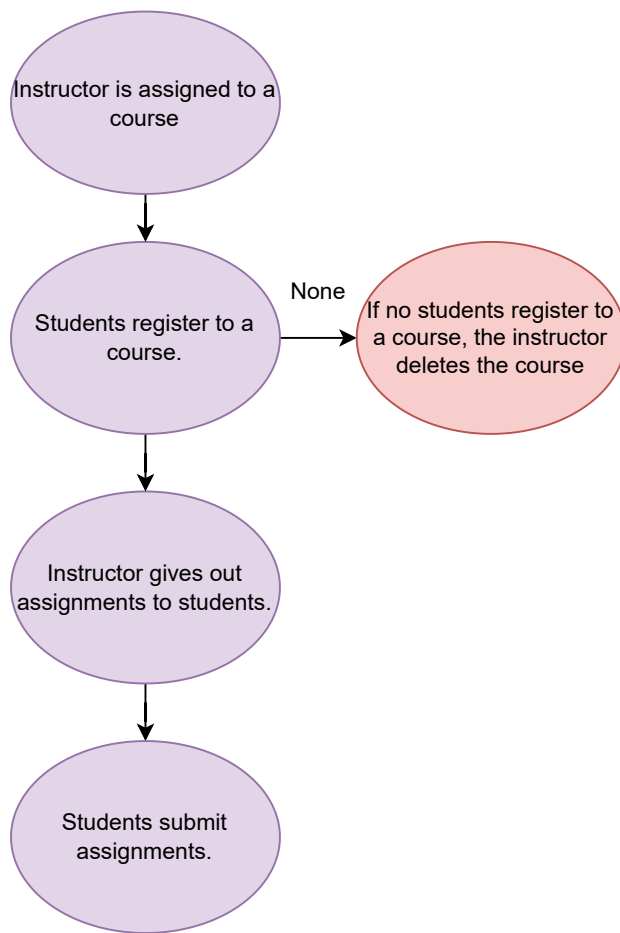 Instructor is assigned to a
course
Students register to a
course.
None
If no students register to
a course, the instructor
deletes the course
Instructor gives out
assignments to students.
Students submit
assignments.